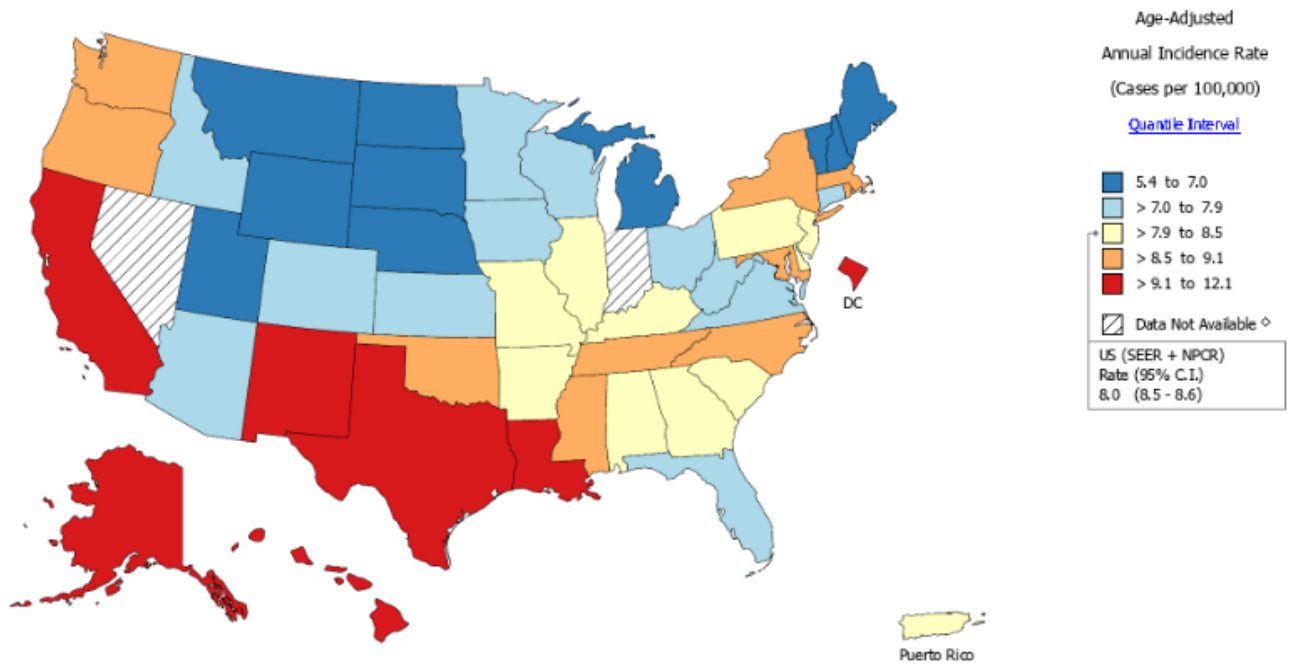 Age-Adjusted
Annual Incidence Rate
(Cases per 100,000)
Quantile Interval
5.4 to 7.0
> 7.0 to 7.9
> 7.9 to 8.5
> 8.5 to 9.1
> 9.1 to 12.1
Data Not Available ◇
US (SEER + NPCR)
Rate (95% C.I.)
8.0 (8.5 - 8.6)
DC
Puerto Rico